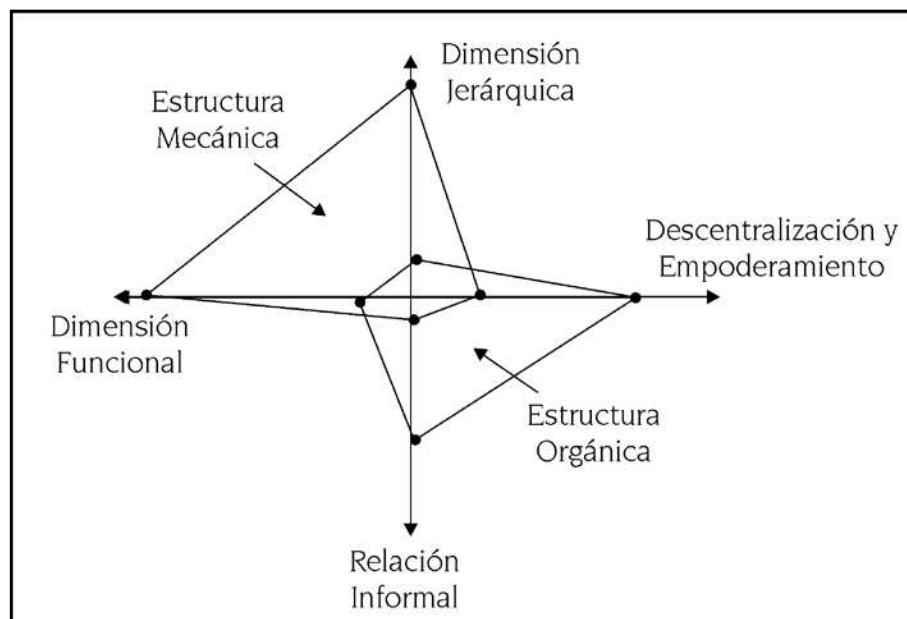 Dimensión
Jerárquica
Estructura
Mecánica
Descentralización y
Empoderamiento
Dimensión
Funcional
Estructura
Orgánica
Relación
Informal